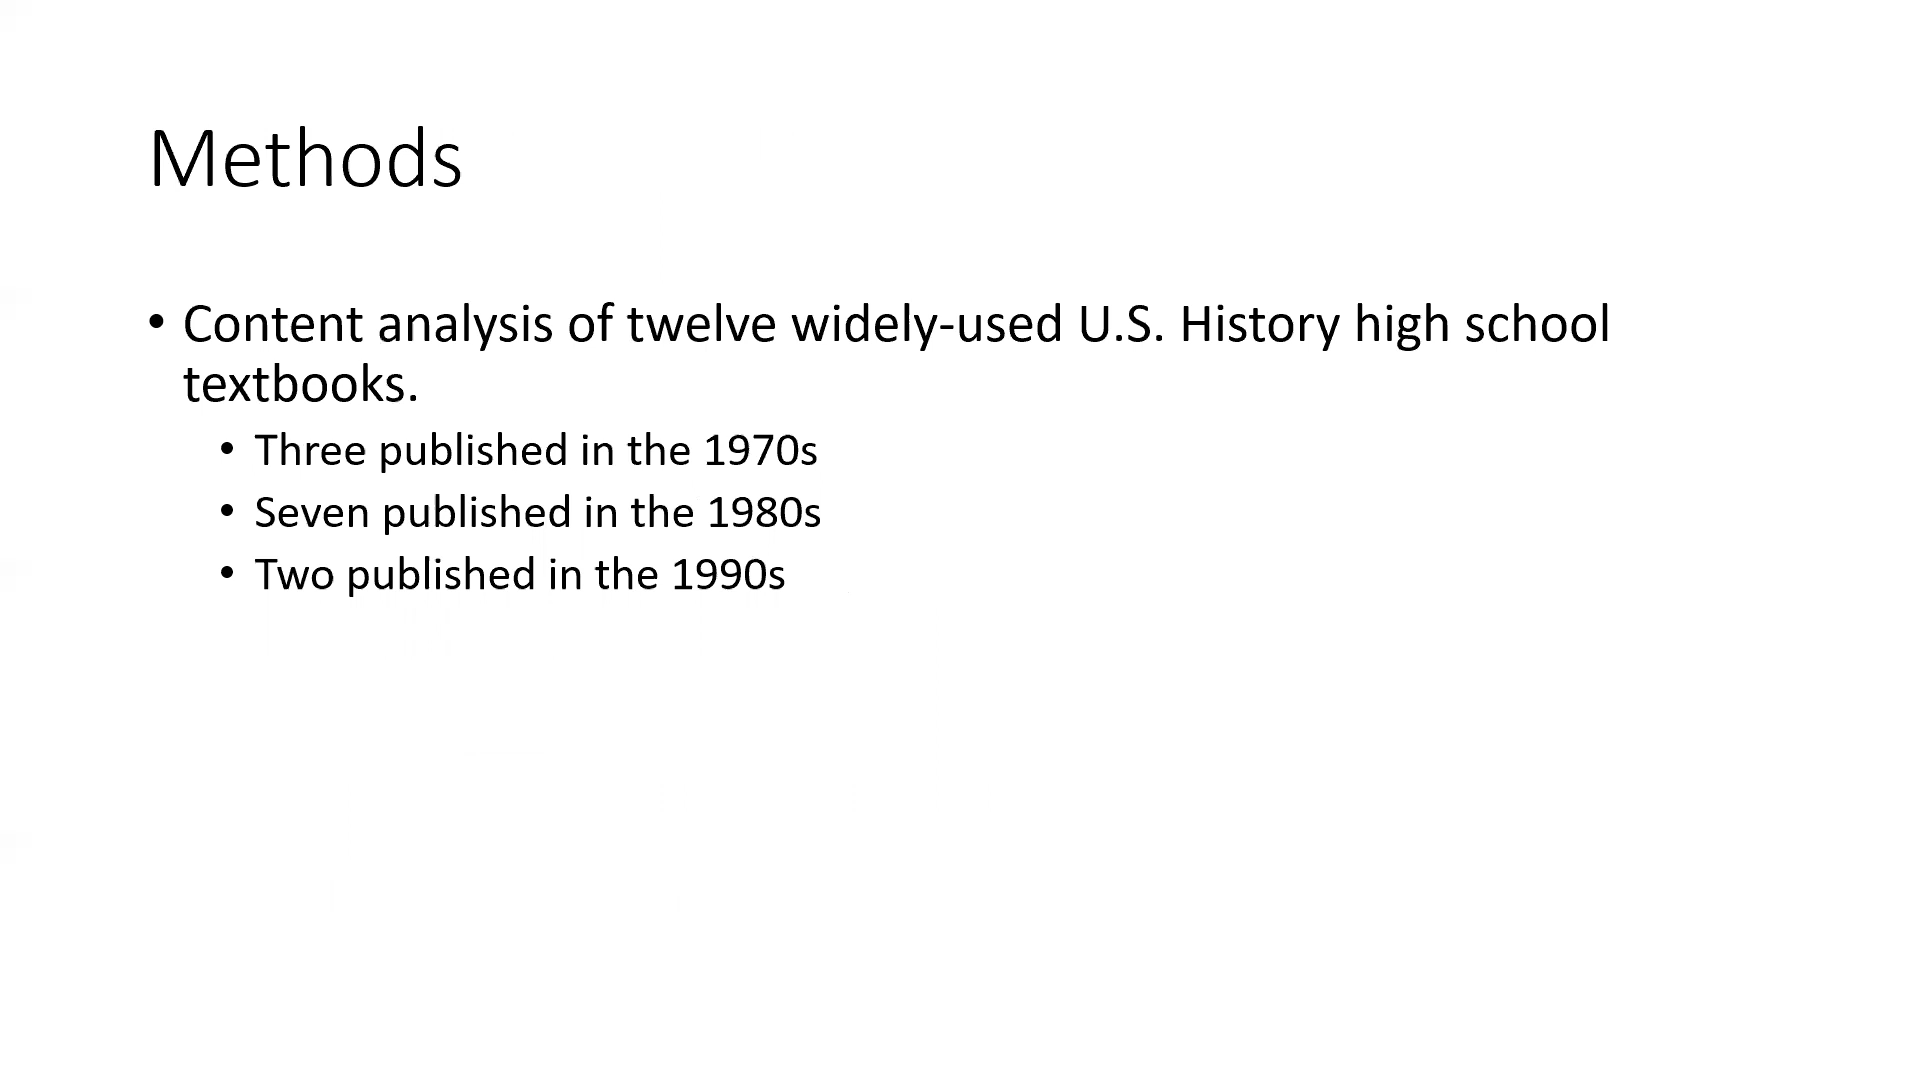 Methods
• Content analysis of twelve widely-used U.S. History high school
textbooks.
• Three published in the 1970s
• Seven published in the 1980s
• Two published in the 1990s